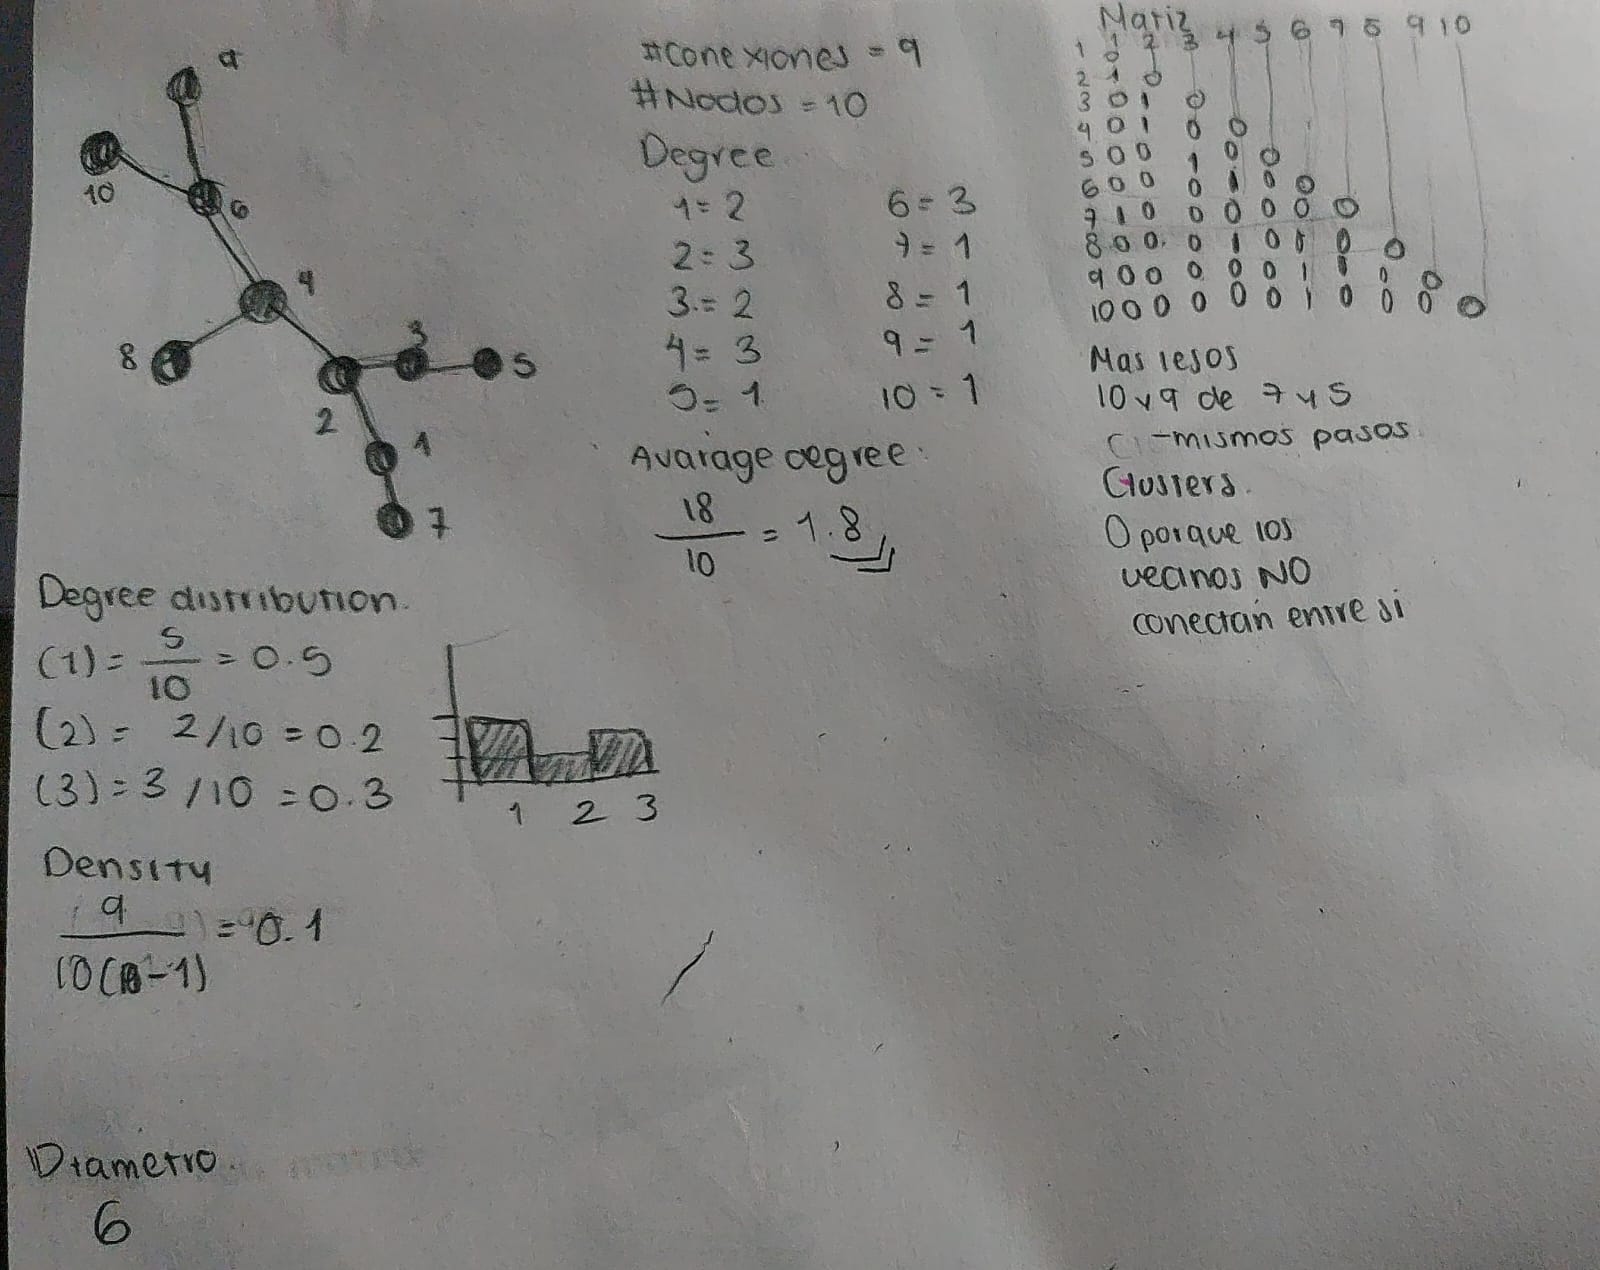 9
10
6
4
8
3
5
2
1
7
#Conexiones = 9
#Nodos = 10
Degree
1 = 2 6 = 3
2 = 3 7 = 1
3 = 2 8 = 1
4 = 3 9 = 1
5 = 1 10 = 1
Avarage degree:
18
10
= 1.8
Matiz
1 2 3 4 5 6 7 8 9 10
1 0
2 1 0
3 0 1 0
4 0 1 0 0
5 0 0 1 0 0
6 0 0 0 1 0 0
7 1 0 0 0 0 0 0
8 0 0 0 1 0 0 0
9 0 0 0 0 0 1 0 0
10 0 0 0 0 0 1 0 0 0 0
Mas lejos
10 y 9 de 7 y 5
-mismos pasos
Clusters.
0 porque los
vecinos NO
conectan entre si
Degree distribution.
(1) = 5/10 = 0.5
(2) = 2/10 = 0.2
(3) = 3/10 = 0.3
1 2 3
Density
9
10(10-1)
= 0.1
Diametro.
6